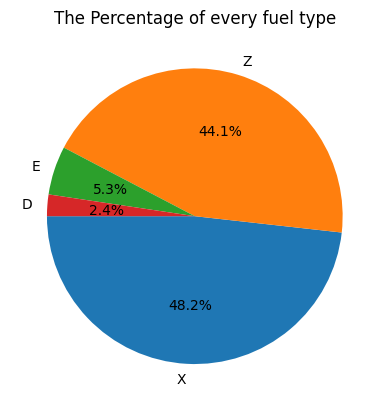 The Percentage of every fuel type
Z
44.1%
E
5.3%
D
2.4%
48.2%
X